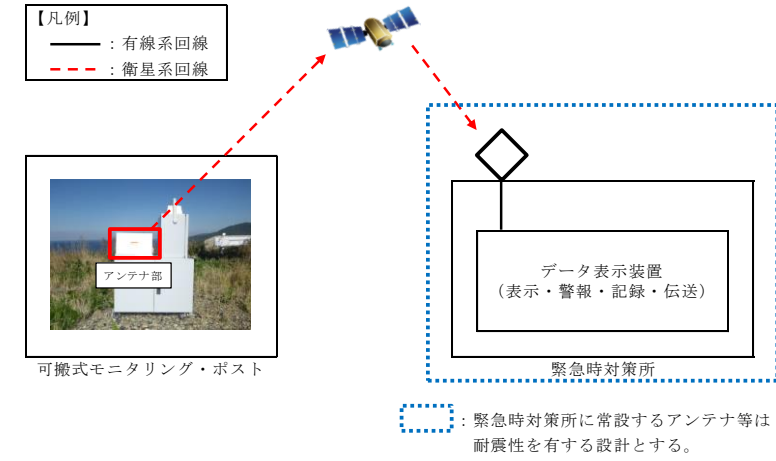 【凡例】
：有線系回線
：衛星系回線
アンテナ部
可搬式モニタリング・ポスト
データ表示装置
（表示・警報・記録・伝送）
緊急時対策所
：緊急時対策所に常設するアンテナ等は
耐震性を有する設計とする。